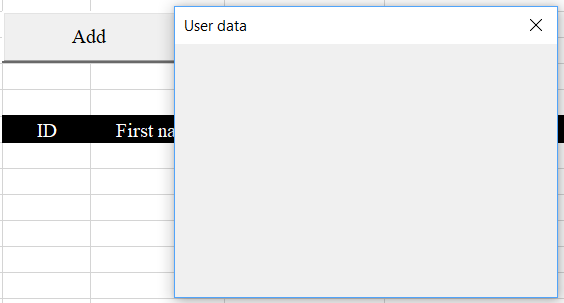 Add
User data
ID
First na